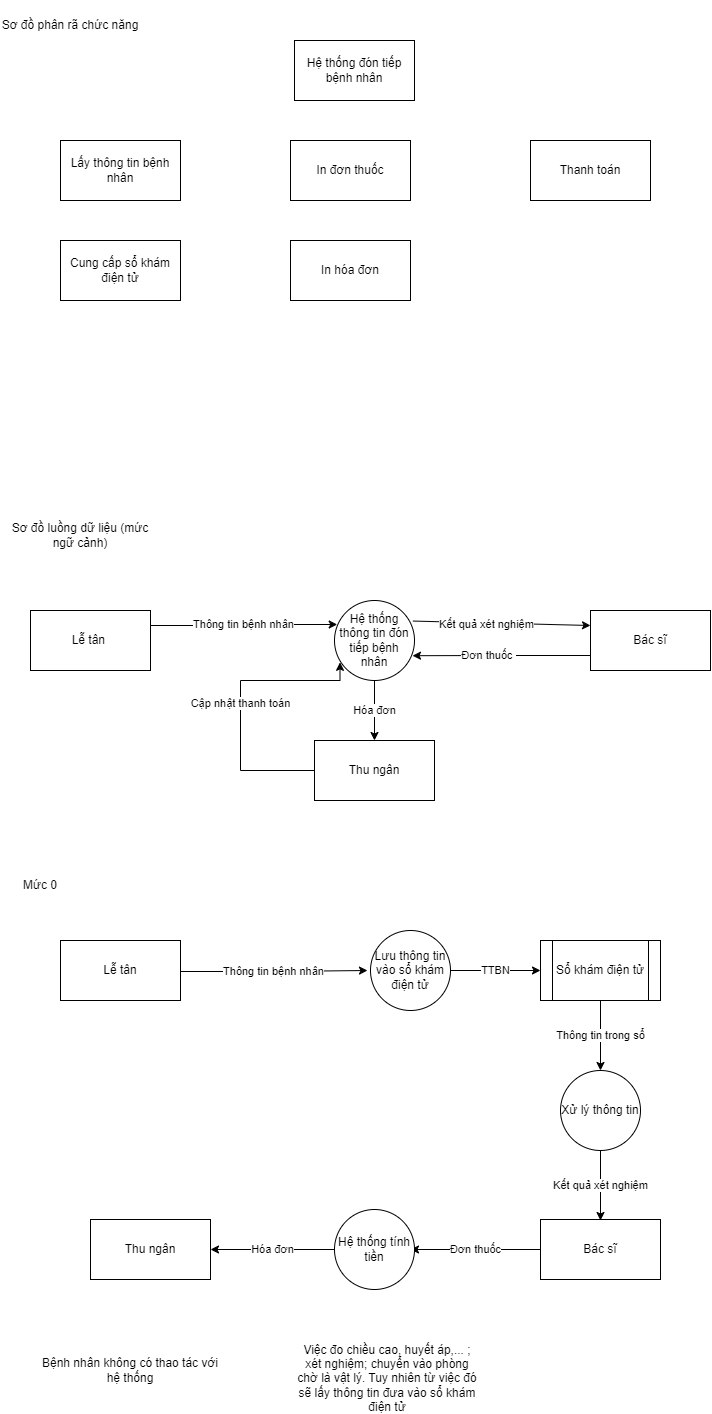 Sơ đồ phân rã chức năng
Hệ thống đón tiếp
bệnh nhân
Lấy thông tin bệnh
nhân
In đơn thuốc
Thanh toán
Cung cấp sổ khám
điện tử
In hóa đơn
Sơ đồ luồng dữ liệu (mức
ngữ cảnh)
Lễ tân
Thông tin bệnh nhân
Hệ thống
thông tin đón
tiếp bệnh
nhân
Kết quả xét nghiệm
Bác sĩ
Đơn thuốc
Cập nhật thanh toán
Hóa đơn
Thu ngân
Mức 0
Lễ tân
Thông tin bệnh nhân
Lưu thông tin
vào sổ khám
điện tử
TTBN
Sổ khám điện tử
Thông tin trong sổ
Xử lý thông tin
Kết quả xét nghiệm
Thu ngân
Hóa đơn
Hệ thống tính
tiền
Đơn thuốc
Bác sĩ
Bệnh nhân không có thao tác với
hệ thống
Việc đo chiều cao, huyết áp,... ;
xét nghiệm; chuyển vào phòng
chờ là vật lý. Tuy nhiên từ việc đó
sẽ lấy thông tin đưa vào sổ khám
điện tử